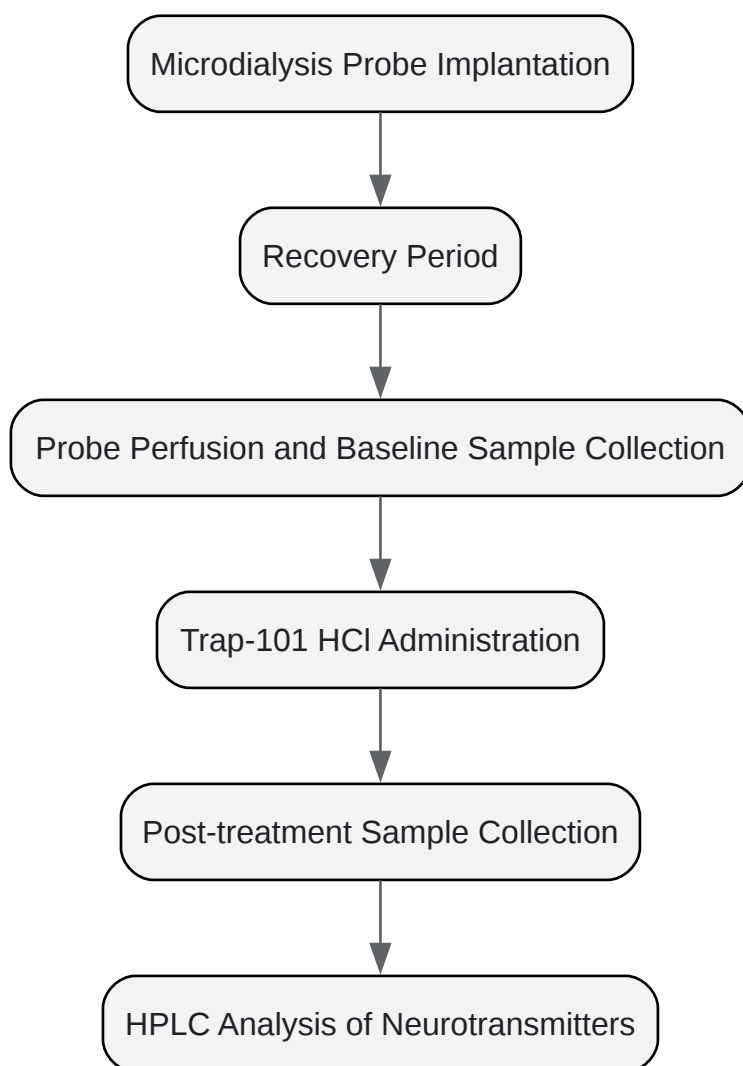 Microdialysis Probe Implantation
Recovery Period
Probe Perfusion and Baseline Sample Collection
Trap-101 HCl Administration
Post-treatment Sample Collection
HPLC Analysis of Neurotransmitters